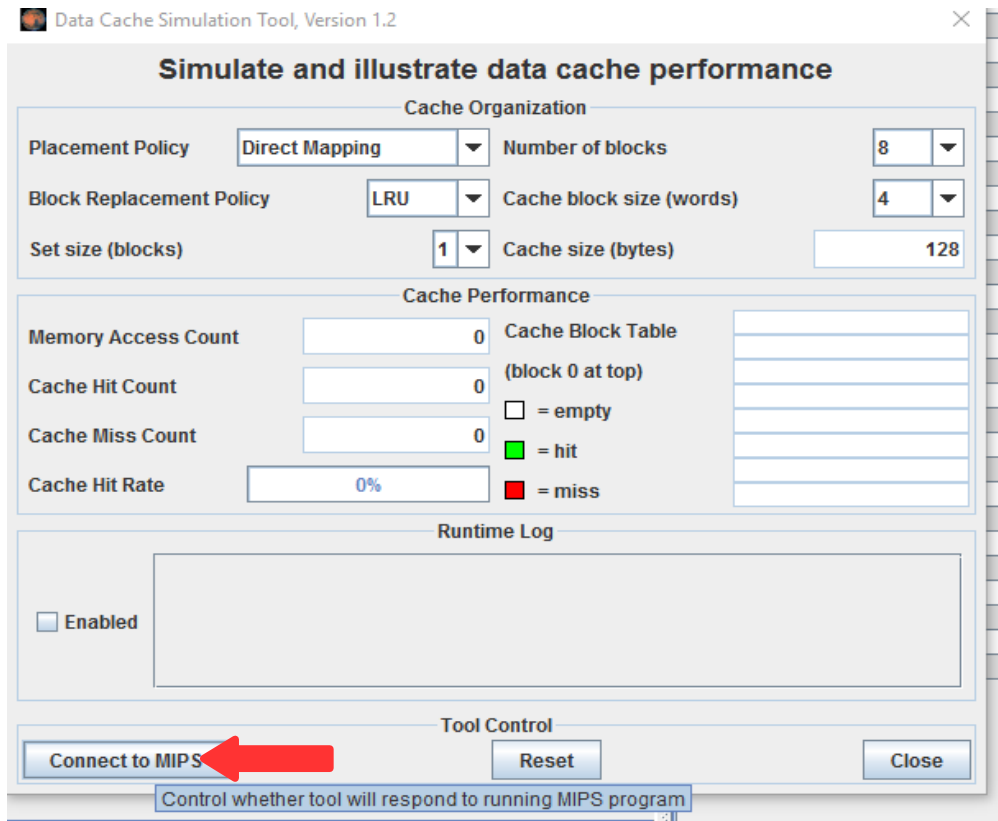 Data Cache Simulation Tool, Version 1.2
Simulate and illustrate data cache performance
Cache Organization
Placement Policy Direct Mapping Number of blocks 8
Block Replacement Policy LRU Cache block size (words) 4
Set size (blocks) 1 Cache size (bytes) 128
Cache Performance
Memory Access Count 0 Cache Block Table
(block 0 at top)
Cache Hit Count 0
= empty
Cache Miss Count 0
= hit
Cache Hit Rate 0%
= miss
Runtime Log
Enabled
Tool Control
Connect to MIPS Reset Close
Control whether tool will respond to running MIPS program